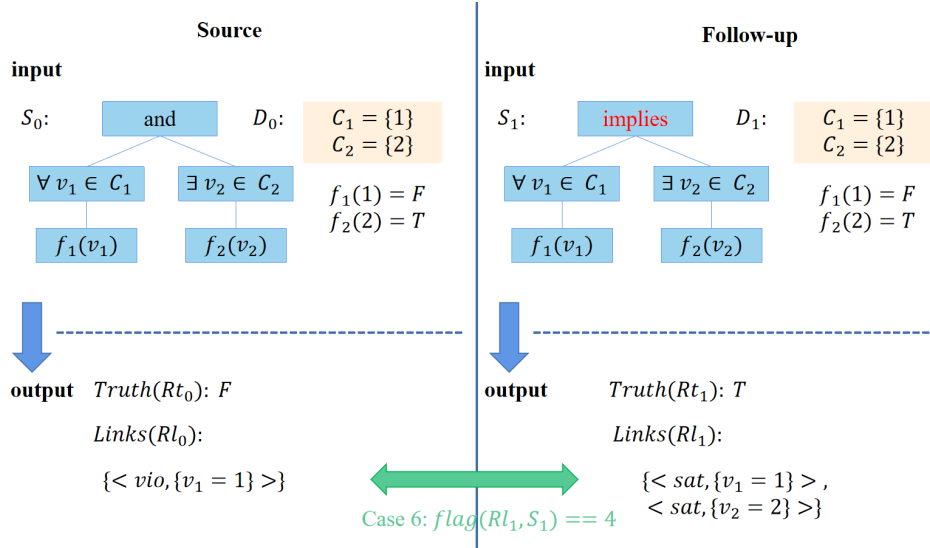 Source
input
S₀:
and
D₀:
C₁ = {1}
C₂ = {2}
∀ v₁ ∈ C₁
∃ v₂ ∈ C₂
f₁(1) = F
f₂(2) = T
f₁(v₁)
f₂(v₂)
output
Truth(Rt₀): F
Links(Rl₀):
{< vio, {v₁ = 1} >}
Follow-up
input
S₁:
implies
D₁:
C₁ = {1}
C₂ = {2}
∀ v₁ ∈ C₁
∃ v₂ ∈ C₂
f₁(1) = F
f₂(2) = T
f₁(v₁)
f₂(v₂)
output
Truth(Rt₁): T
Links(Rl₁):
{< sat, {v₁ = 1} > ,
< sat, {v₂ = 2} >}
Case 6: flag(Rl₁, S₁) == 4